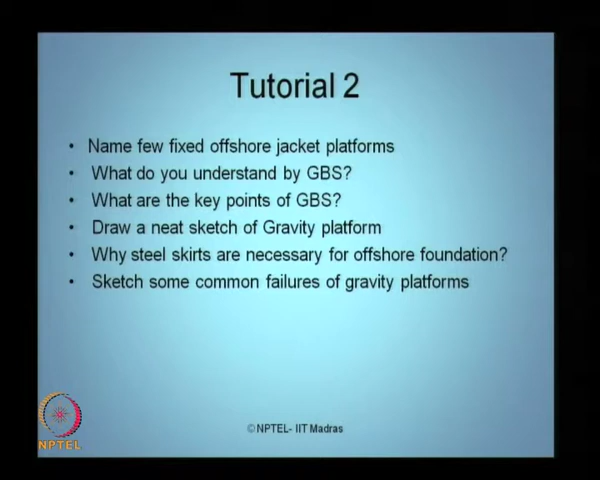 Tutorial 2
• Name few fixed offshore jacket platforms
• What do you understand by GBS?
• What are the key points of GBS?
• Draw a neat sketch of Gravity platform
• Why steel skirts are necessary for offshore foundation?
• Sketch some common failures of gravity platforms
NPTEL
©NPTEL- IIT Madras